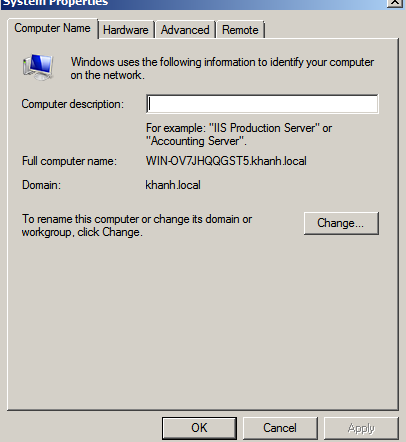 System Properties
Computer Name Hardware Advanced Remote
Windows uses the following information to identify your computer
on the network.
Computer description:
For example: "IIS Production Server" or
"Accounting Server".
Full computer name: WIN-OV7JHQQGST5.khanh.local
Domain: khanh.local
To rename this computer or change its domain or
workgroup, click Change.
Change...
OK Cancel Apply